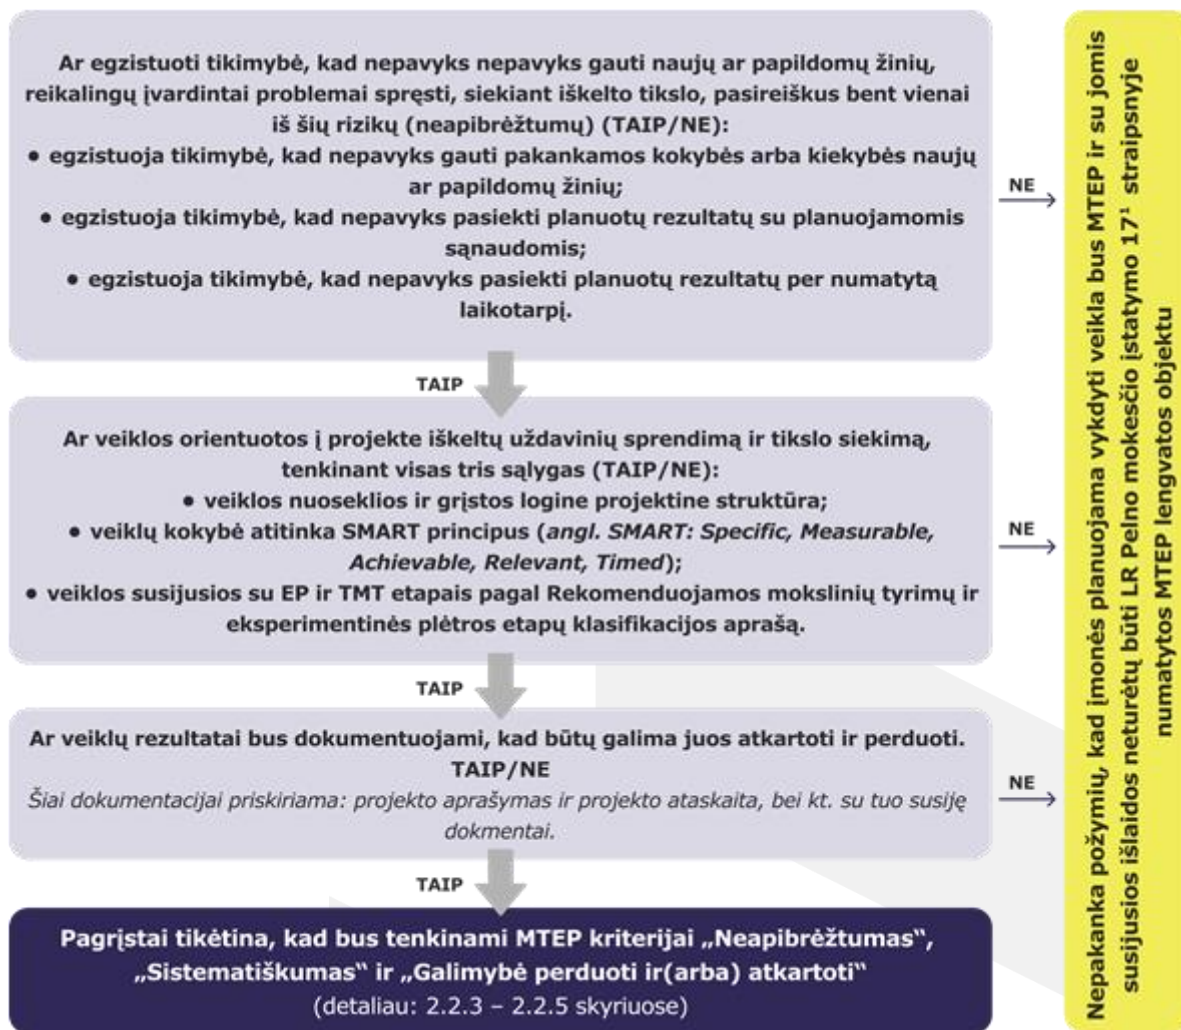 Ar egzistuoti tikimybė, kad nepavyks nepavyks gauti naujų ar papildomų žinių,
reikalingų įvardintai problemai spręsti, siekiant iškelto tikslo, pasireiškus bent vienai
iš šių rizikų (neapibrėžtumų) (TAIP/NE):
• egzistuoja tikimybė, kad nepavyks gauti pakankamos kokybės arba kiekybės naujų
ar papildomų žinių;
• egzistuoja tikimybė, kad nepavyks pasiekti planuotų rezultatų su planuojamomis
sąnaudomis;
• egzistuoja tikimybė, kad nepavyks pasiekti planuotų rezultatų per numatytą
laikotarpį.
NE
TAIP
Ar veiklos orientuotos į projekte iškeltų uždavinių sprendimą ir tikslo siekimą,
tenkinant visas tris sąlygas (TAIP/NE):
• veiklos nuoseklios ir grįstos logine projektine struktūra;
• veiklų kokybė atitinka SMART principus (angl. SMART: Specific, Measurable,
Achievable, Relevant, Timed);
• veiklos susijusios su EP ir TMT etapais pagal Rekomenduojamos mokslinių tyrimų ir
eksperimentinės plėtros etapų klasifikacijos aprašą.
NE
TAIP
Ar veiklų rezultatai bus dokumentuojami, kad būtų galima juos atkartoti ir perduoti.
TAIP/NE
Šiai dokumentacijai priskiriama: projekto aprašymas ir projekto ataskaita, bei kt. su tuo susiję
dokmentai.
NE
TAIP
Pagrįstai tikėtina, kad bus tenkinami MTEP kriterijai „Neapibrėžtumas“,
„Sistematiškumas“ ir „Galimybė perduoti ir(arba) atkartoti“
(detaliau: 2.2.3 – 2.2.5 skyriuose)
Nepakanka požymių, kad įmonės planuojama vykdyti veikla bus MTEP ir su jomis
susijusios išlaidos neturėtų būti LR Pelno mokesčio įstatymo 17¹ straipsnyje
numatytos MTEP lengvatos objektu